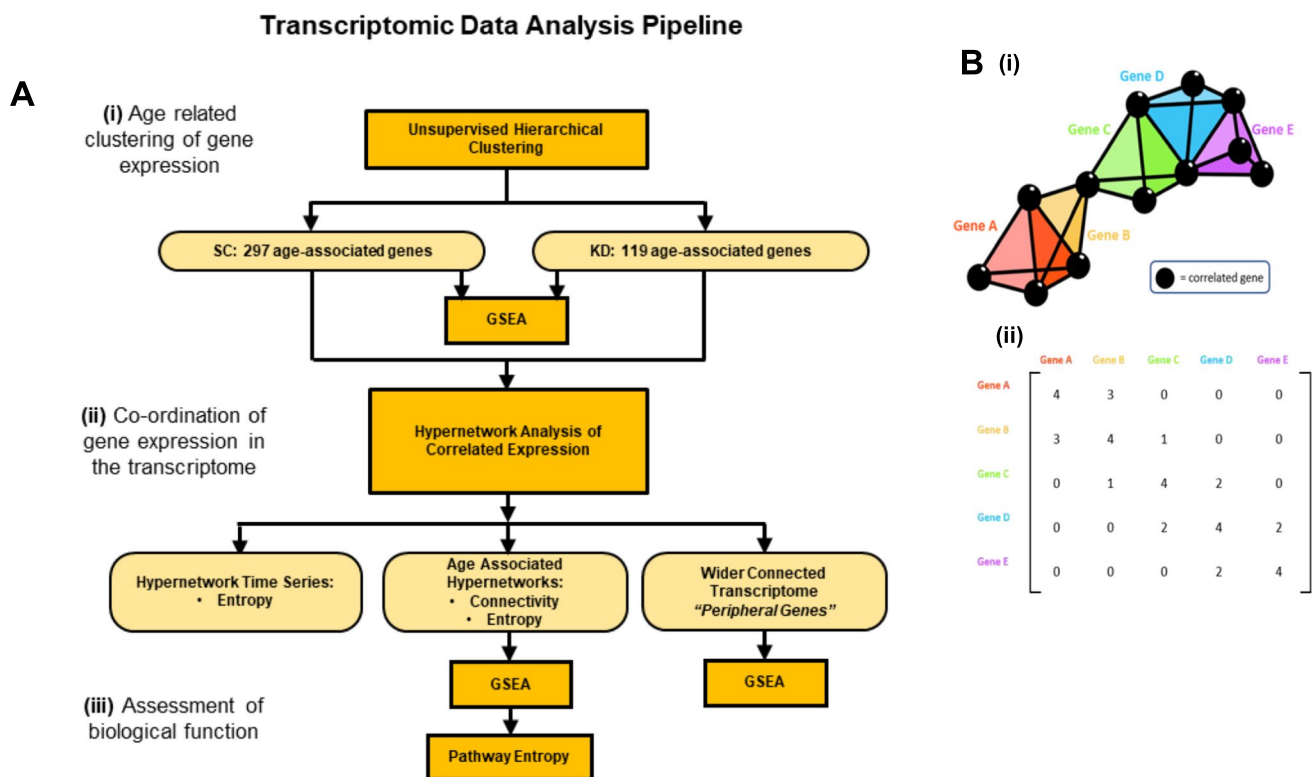 Transcriptomic Data Analysis Pipeline
A
(i) Age related
clustering of gene
expression
Unsupervised Hierarchical
Clustering
SC: 297 age-associated genes
KD: 119 age-associated genes
GSEA
(ii) Co-ordination of
gene expression in
the transcriptome
Hypernetwork Analysis of
Correlated Expression
Hypernetwork Time Series:
• Entropy
Age Associated
Hypernetworks:
• Connectivity
• Entropy
Wider Connected
Transcriptome
“Peripheral Genes”
GSEA
GSEA
(iii) Assessment of
biological function
Pathway Entropy
B (i)
Gene D
Gene C
Gene E
Gene A
Gene B
= correlated gene
(ii)
Gene A Gene B Gene C Gene D Gene E
Gene A 4 3 0 0 0
Gene B 3 4 1 0 0
Gene C 0 1 4 2 0
Gene D 0 0 2 4 2
Gene E 0 0 0 2 4